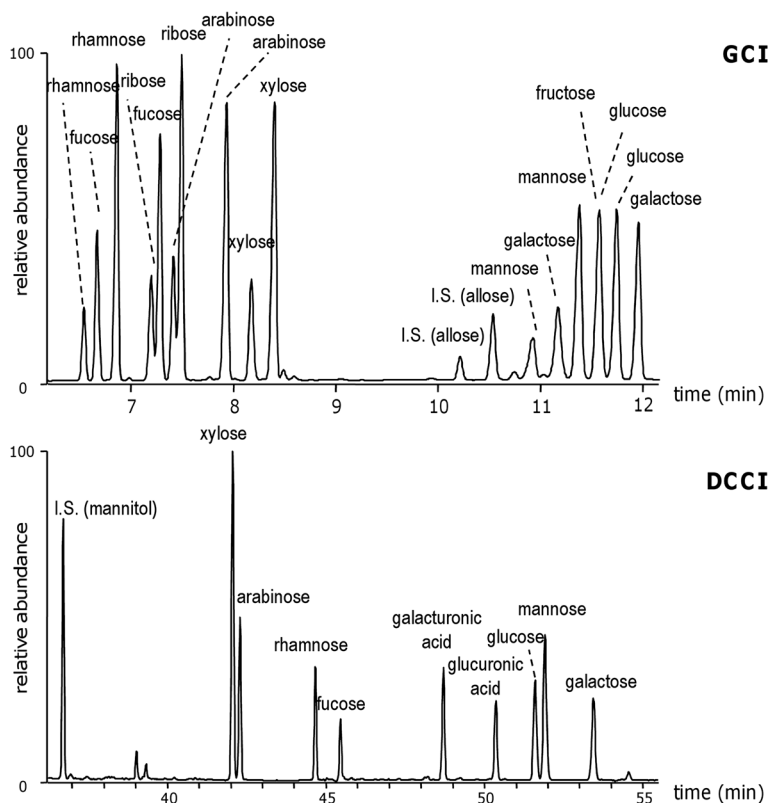 GCI
arabinose
ribose
arabinose
rhamnose
100
rhamnose
ribose
xylose
fructose
fucose
glucose
fucose
glucose
mannose
galactose
xylose
galactose
mannose
I.S. (allose)
I.S. (allose)
relative abundance
0
7
8
9
10
11
12
time (min)
DCCI
xylose
100
I.S. (mannitol)
arabinose
mannose
galacturonic
acid
glucose
rhamnose
glucuronic
acid
galactose
fucose
relative abundance
0
40
45
50
55
time (min)